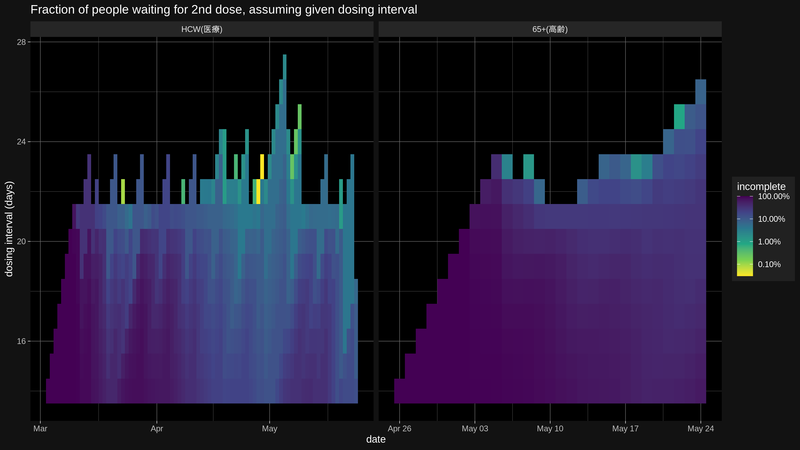 Fraction of people waiting for 2nd dose, assuming given dosing interval
HCW(医療)
65+(高齢)
dosing interval (days)
28
24
20
16
Mar
Apr
May
Apr 26
May 03
May 10
May 17
May 24
date
incomplete
100.00%
10.00%
1.00%
0.10%